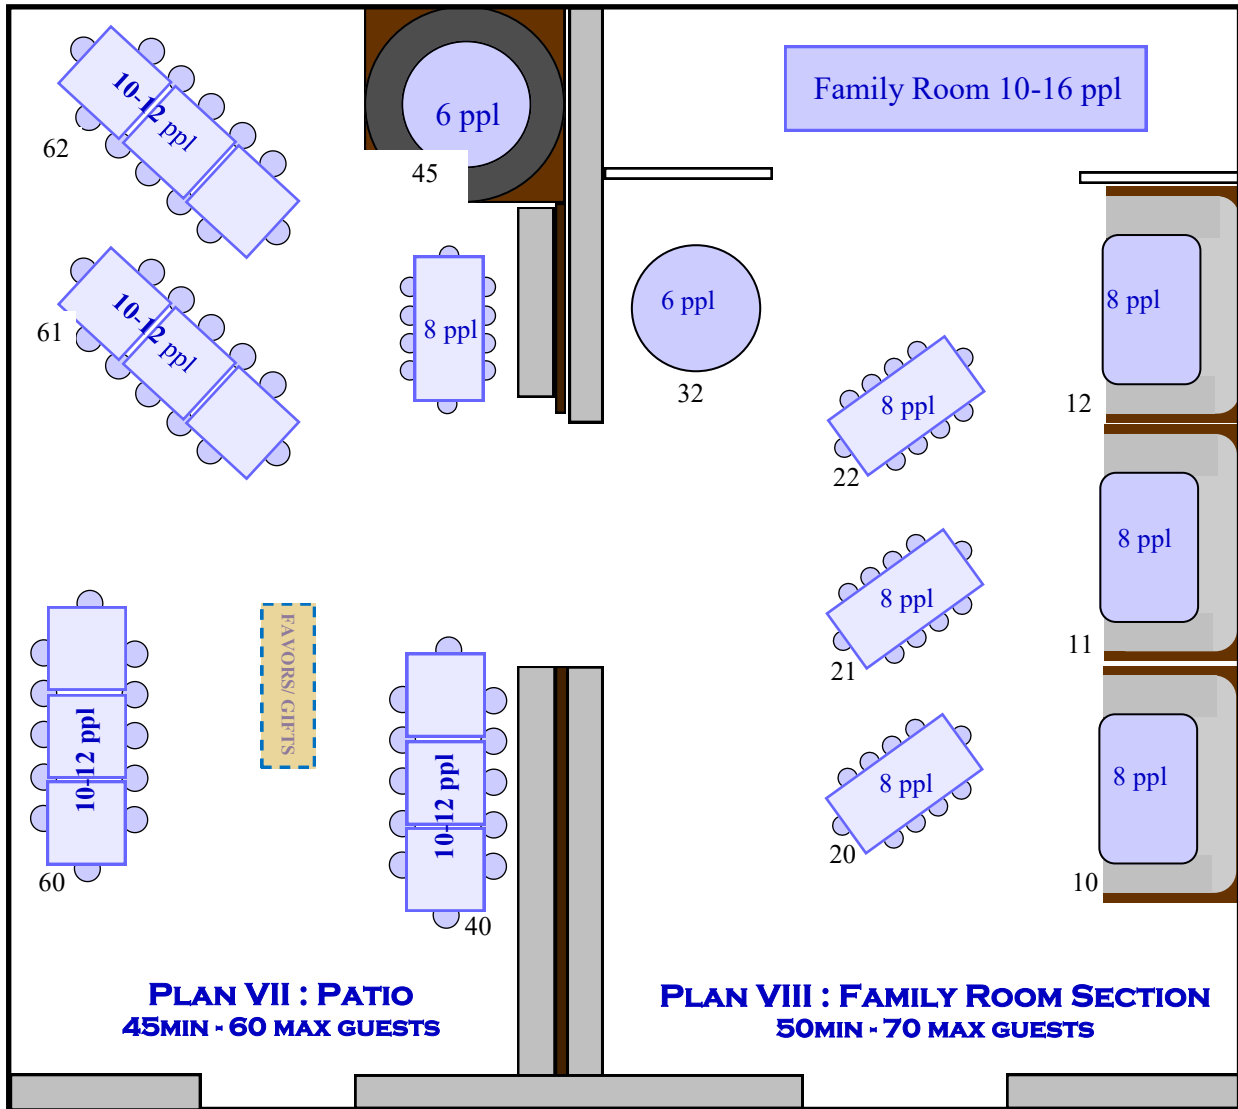 10-12 ppl
62
6 ppl
45
Family Room 10-16 ppl
10-12 ppl
61
8 ppl
6 ppl
32
8 ppl
22
8 ppl
12
8 ppl
21
8 ppl
11
10-12 ppl
60
FAVORS/ GIFTS
10-12 ppl
40
8 ppl
20
8 ppl
10
PLAN VII : PATIO
45MIN - 60 MAX GUESTS
PLAN VIII : FAMILY ROOM SECTION
50MIN - 70 MAX GUESTS